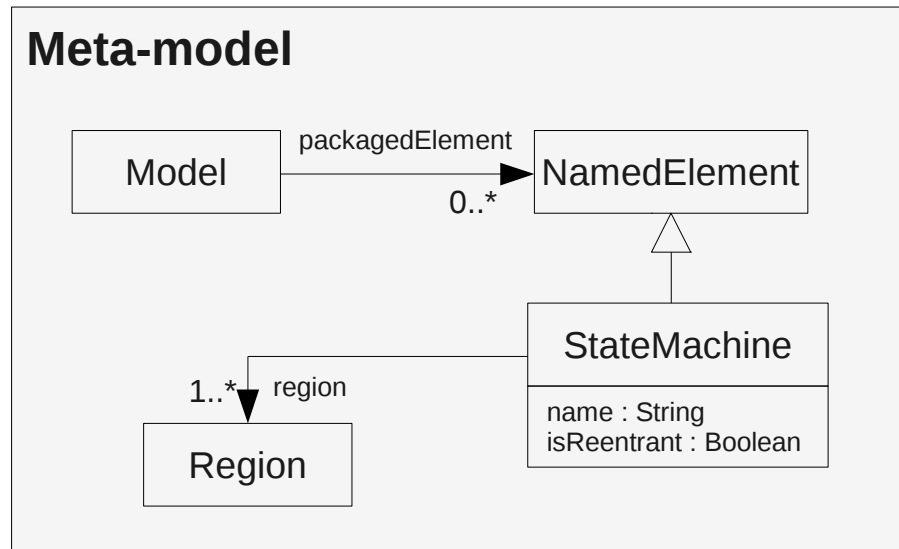 Meta-model
Model
packagedElement
0..*
NamedElement
StateMachine
name : String
isReentrant : Boolean
1..*
region
Region